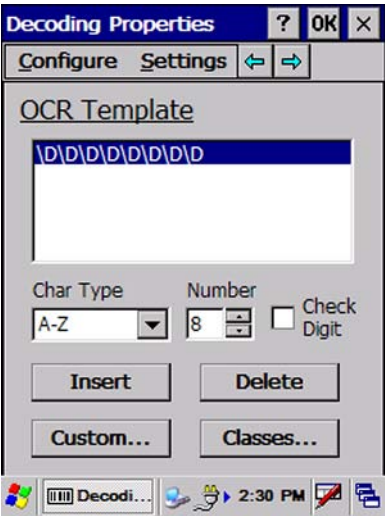 Decoding Properties ? OK ×
Configure Settings
OCR Template
\D\D\D\D\D\D\D\D
Char Type Number
A-Z 8 Check Digit
Insert Delete
Custom... Classes...
Decodi... 2:30 PM